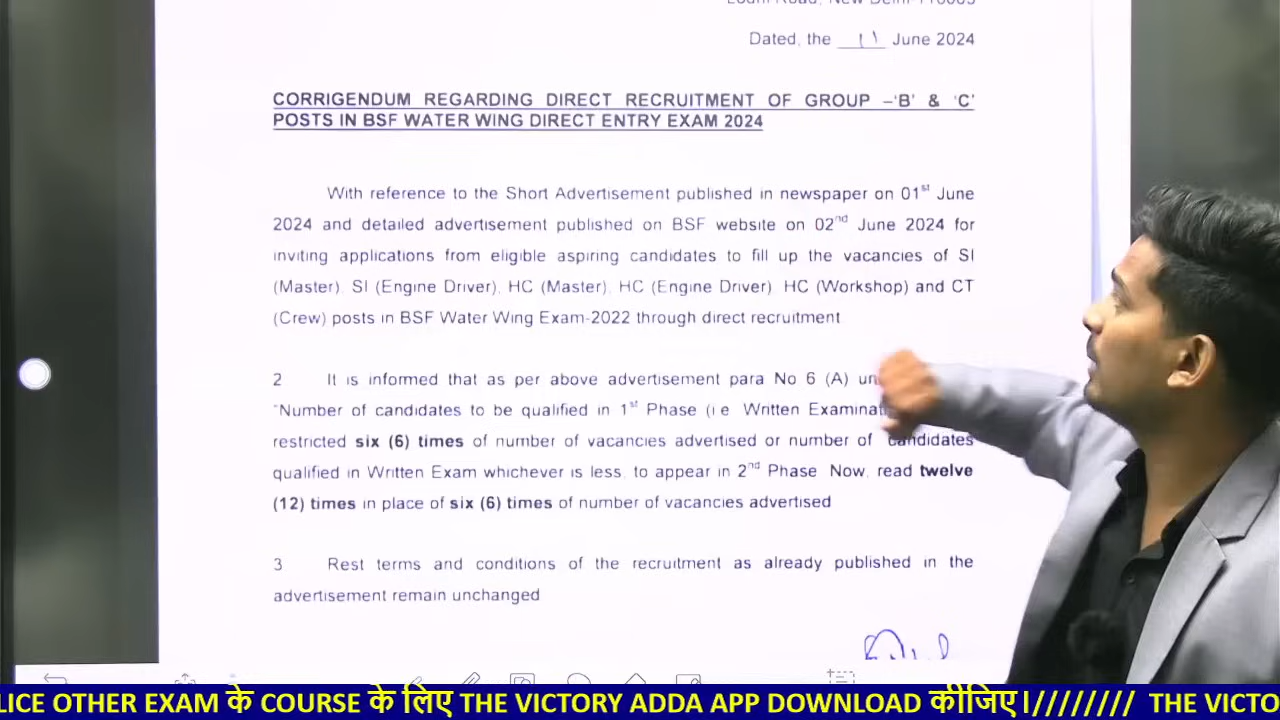 Dated, the 11 June 2024
CORRIGENDUM REGARDING DIRECT RECRUITMENT OF GROUP –'B' & 'C'
POSTS IN BSF WATER WING DIRECT ENTRY EXAM 2024
With reference to the Short Advertisement published in newspaper on 01st June
2024 and detailed advertisement published on BSF website on 02nd June 2024 for
inviting applications from eligible aspiring candidates to fill up the vacancies of SI
(Master), SI (Engine Driver), HC (Master), HC (Engine Driver) HC (Workshop) and CT
(Crew) posts in BSF Water Wing Exam-2022 through direct recruitment
2 It is informed that as per above advertisement para No 6 (A)
"Number of candidates to be qualified in 1st Phase (i e Written
restricted six (6) times of number of vacancies advertised or number of candidates
qualified in Written Exam whichever is less, to appear in 2nd Phase Now, read twelve
(12) times in place of six (6) times of number of vacancies advertised
3 Rest terms and conditions of the recruitment as already published in the
advertisement remain unchanged
OTHER EXAM के COURSE के लिए THE VICTORY ADDA APP DOWNLOAD कीजिए।//////// THE